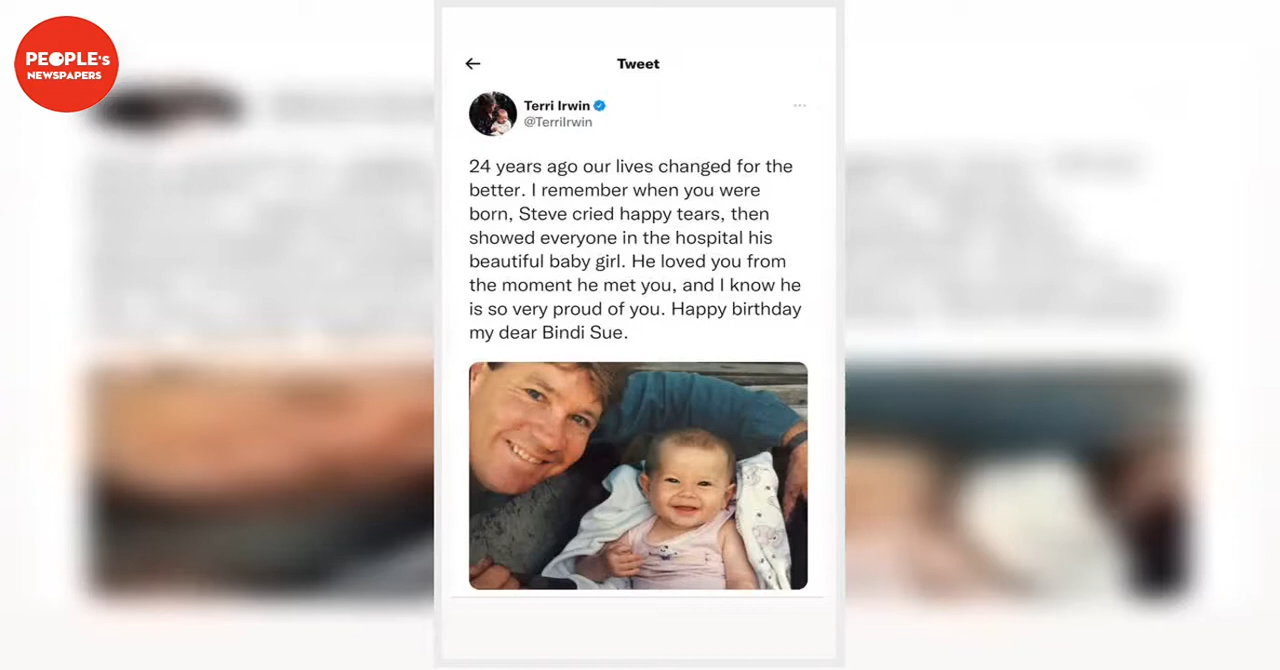 PEOPLE's
NEWSPAPERS
Tweet
Terri Irwin
@TerriIrwin
24 years ago our lives changed for the
better. I remember when you were
born, Steve cried happy tears, then
showed everyone in the hospital his
beautiful baby girl. He loved you from
the moment he met you, and I know he
is so very proud of you. Happy birthday
my dear Bindi Sue.